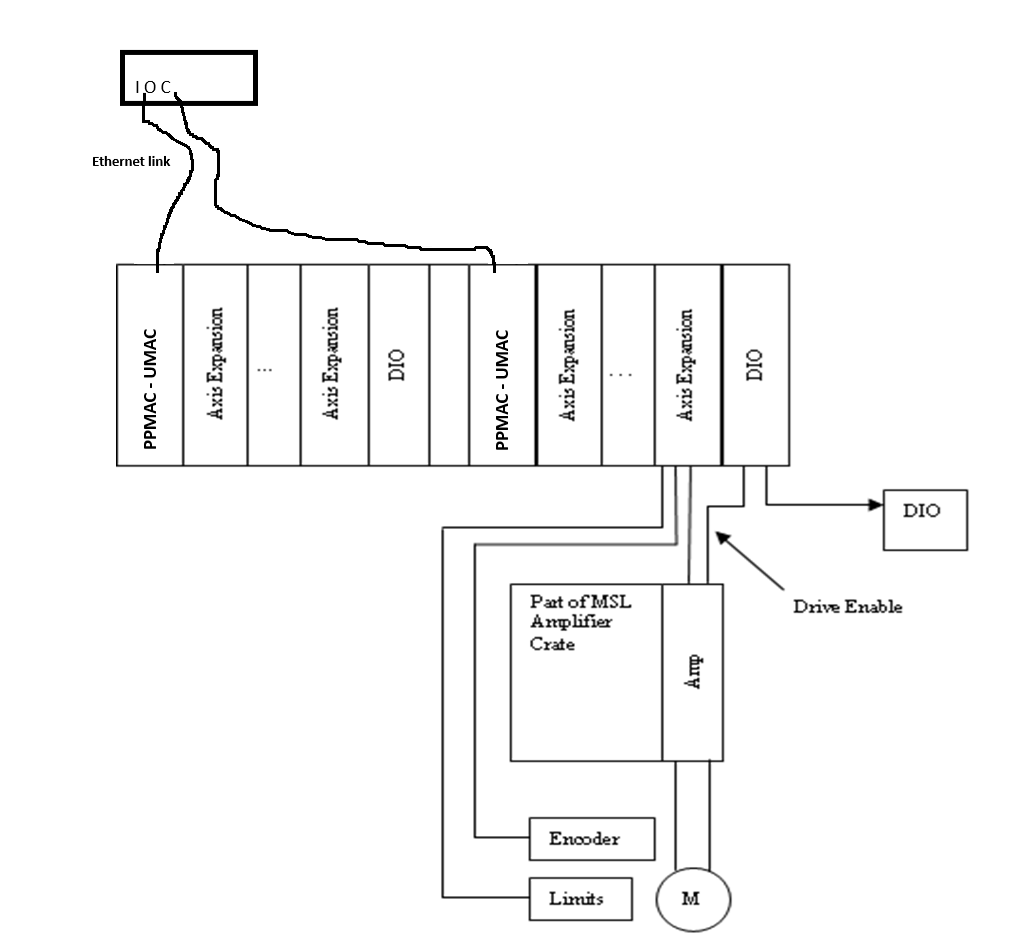 I O C
Ethernet link
PPMAC - UMAC
Axis Expansion
...
Axis Expansion
DIO
PPMAC - UMAC
Axis Expansion
...
Axis Expansion
DIO
DIO
Drive Enable
Part of MSL
Amplifier
Crate
Amp
Encoder
Limits
M